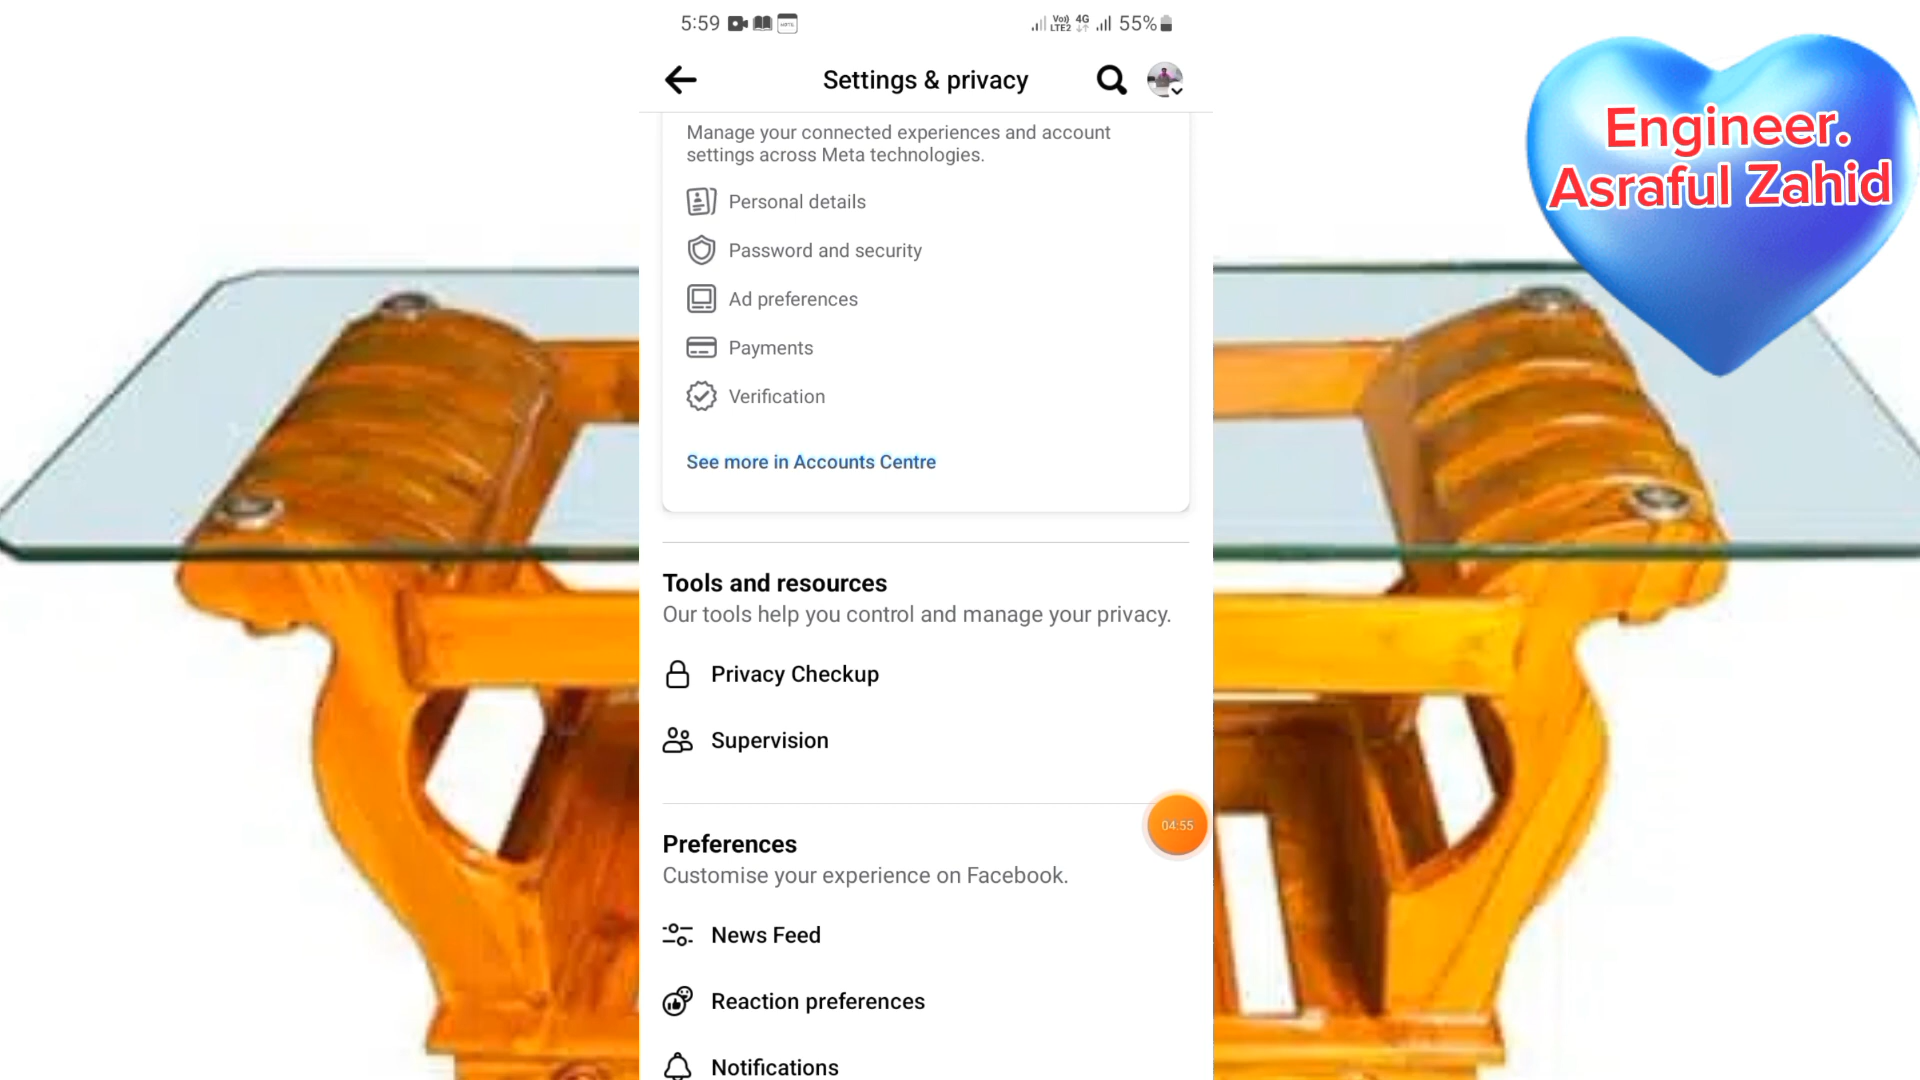 5:59
Vo)) 4G
LTE2
55%
Settings & privacy
Manage your connected experiences and account
settings across Meta technologies.
Personal details
Password and security
Ad preferences
Payments
Verification
See more in Accounts Centre
Tools and resources
Our tools help you control and manage your privacy.
Privacy Checkup
Supervision
04:55
Preferences
Customise your experience on Facebook.
News Feed
Reaction preferences
Notifications
Engineer.
Asraful Zahid